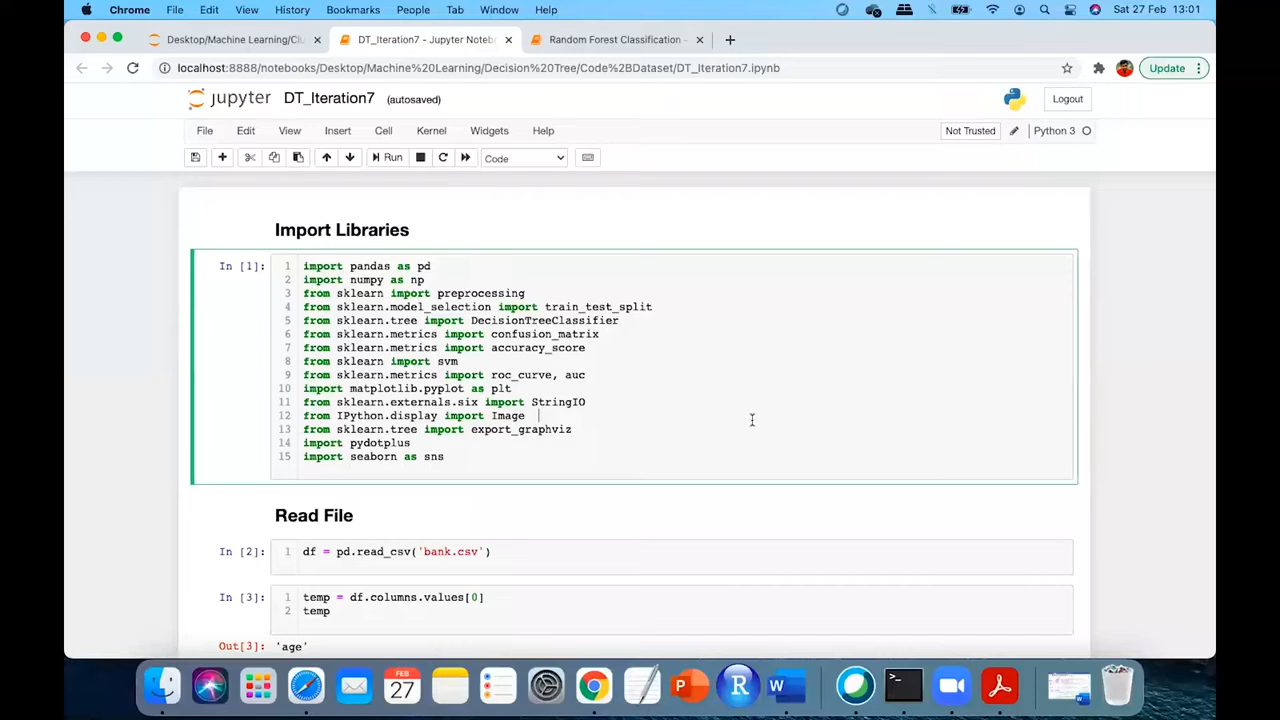 Chrome File Edit View History Bookmarks People Tab Window Help Sat 27 Feb 13:01
Desktop/Machine Learning/Clu DT_Iteration7 - Jupyter Notebo Random Forest Classification -
localhost:8888/notebooks/Desktop/Machine%20Learning/Decision%20Tree/Code%2BDataset/DT_Iteration7.ipynb Update
jupyter DT_Iteration7 (autosaved) Logout
File Edit View Insert Cell Kernel Widgets Help Not Trusted Python 3
Run Code
Import Libraries
In [1]: 1 import pandas as pd
2 import numpy as np
3 from sklearn import preprocessing
4 from sklearn.model_selection import train_test_split
5 from sklearn.tree import DecisionTreeClassifier
6 from sklearn.metrics import confusion_matrix
7 from sklearn.metrics import accuracy_score
8 from sklearn import svm
9 from sklearn.metrics import roc_curve, auc
10 import matplotlib.pyplot as plt
11 from sklearn.externals.six import StringIO
12 from IPython.display import Image
13 from sklearn.tree import export_graphviz
14 import pydotplus
15 import seaborn as sns
Read File
In [2]: 1 df = pd.read_csv('bank.csv')
In [3]: 1 temp = df.columns.values[0]
2 temp
Out[3]: 'age'
FEB
27
P
R
W
>_